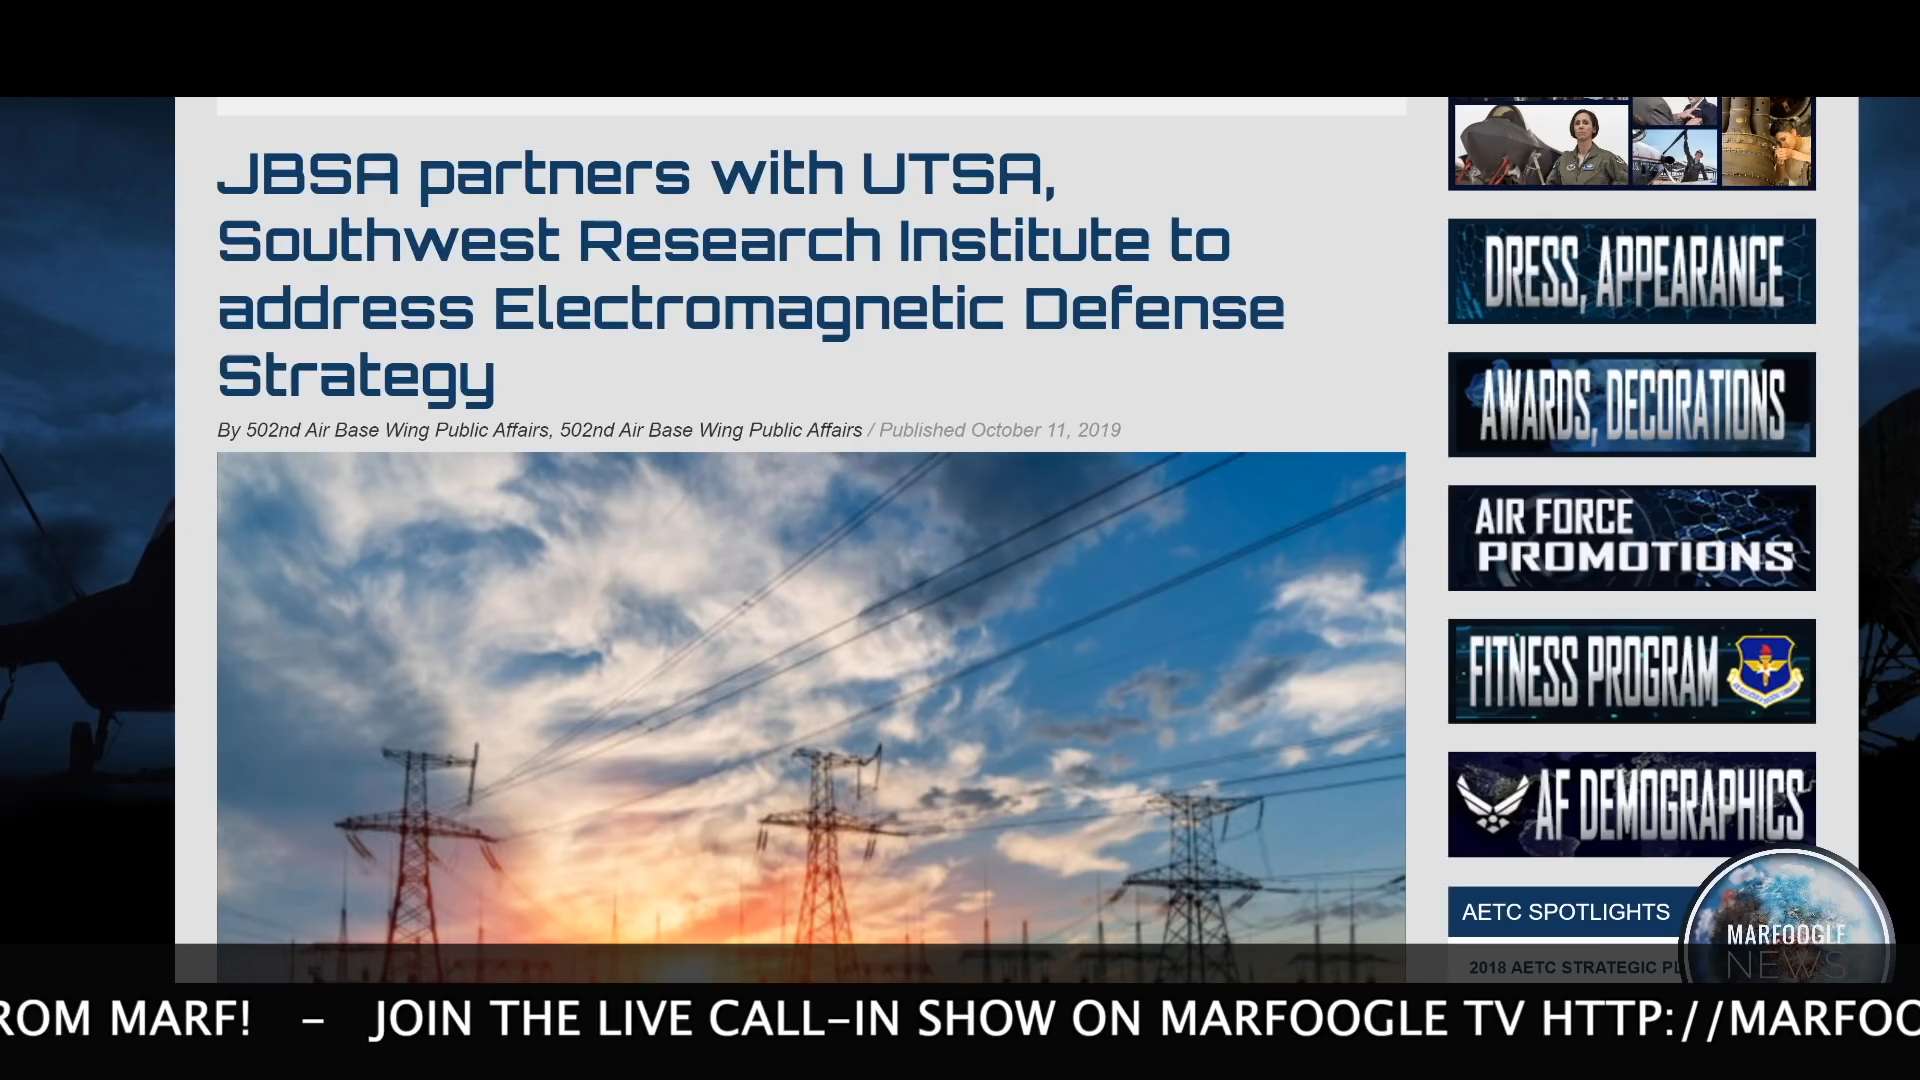 JBSA partners with UTSA,
Southwest Research Institute to
address Electromagnetic Defense
Strategy
By 502nd Air Base Wing Public Affairs, 502nd Air Base Wing Public Affairs / Published October 11, 2019
DRESS, APPEARANCE
AWARDS, DECORATIONS
AIR FORCE
PROMOTIONS
FITNESS PROGRAM
AF DEMOGRAPHICS
AETC SPOTLIGHTS
2018 AETC STRATEGIC PL
MARFOOGLE
NEWS
ROM MARF! – JOIN THE LIVE CALL-IN SHOW ON MARFOOGLE TV HTTP://MARFOO